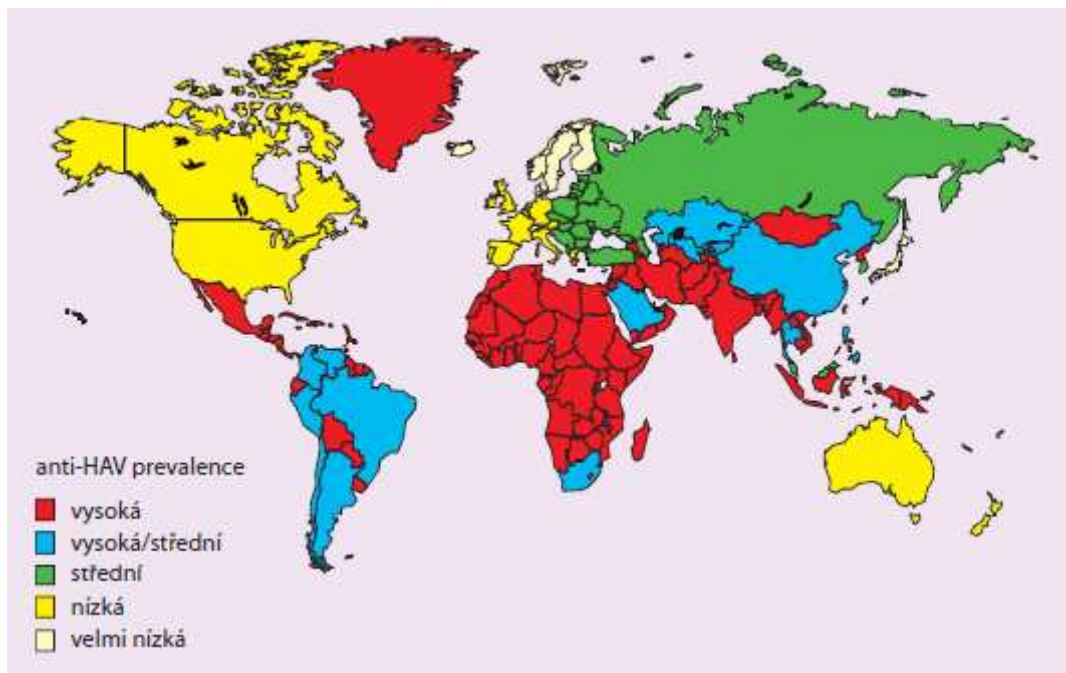 anti-HAV prevalence
vysoká
vysoká/střední
střední
nízká
velmi nízká